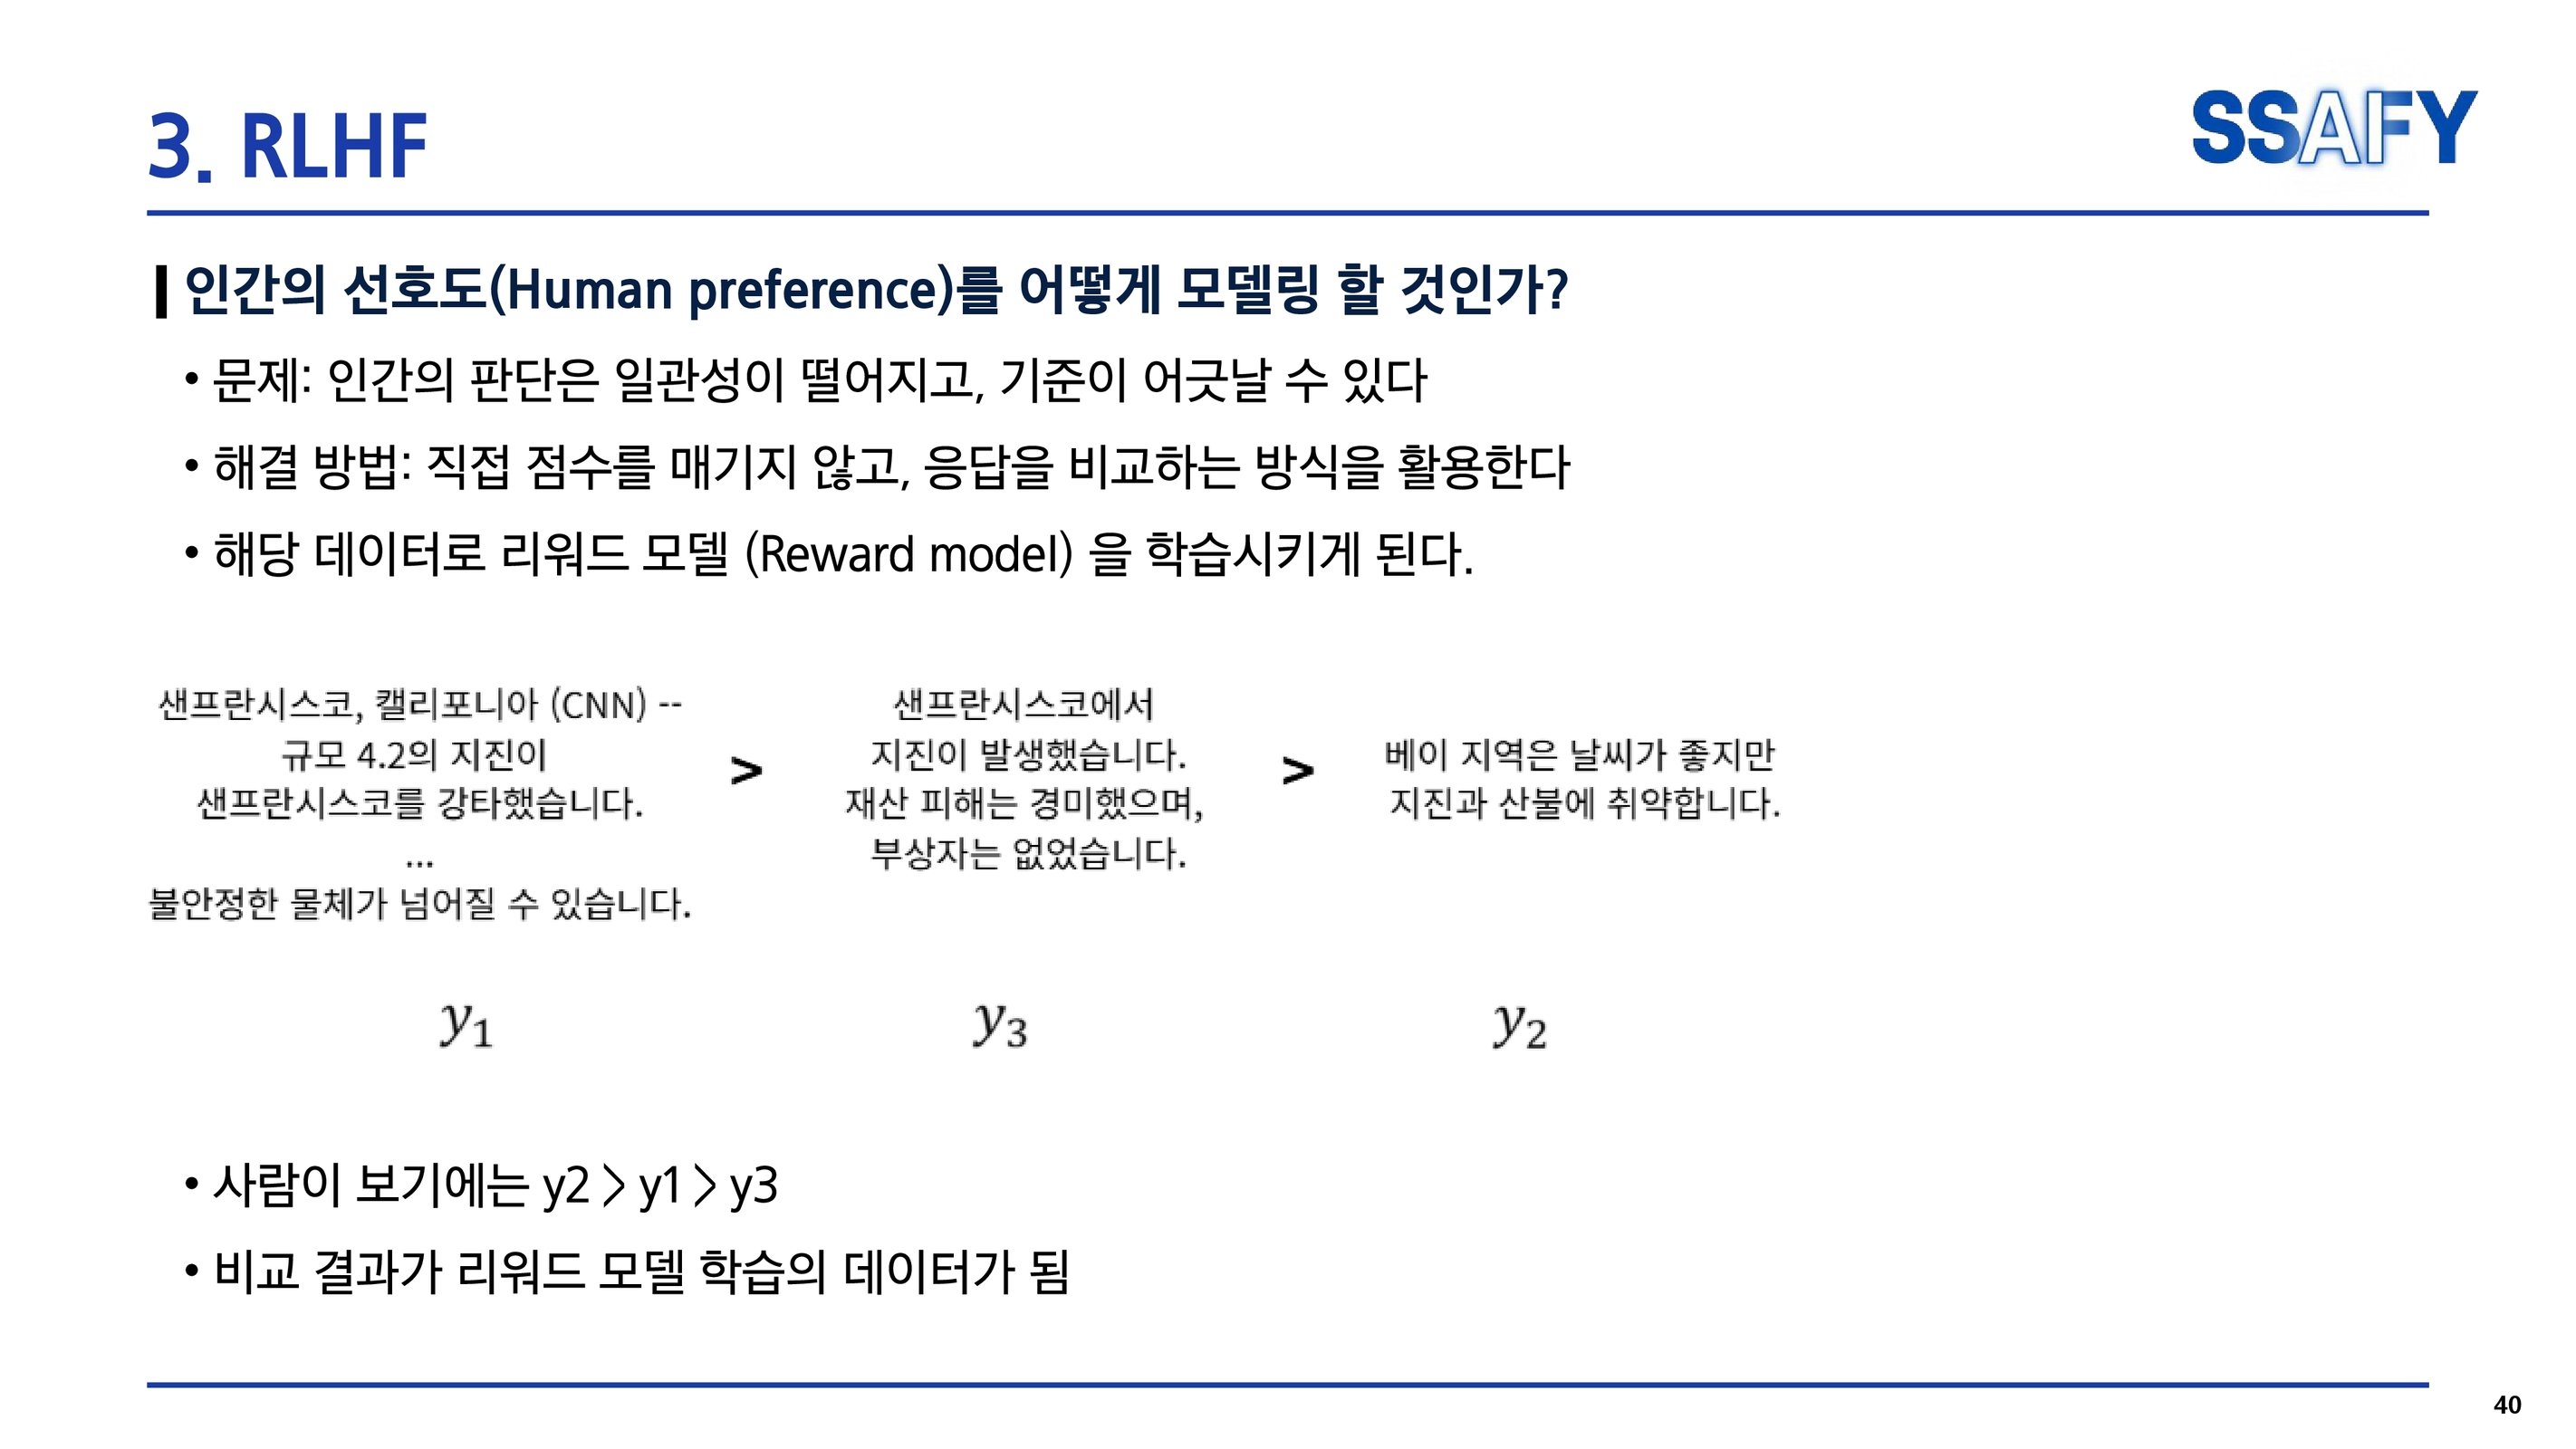 3. RLHF
SSAFY
인간의 선호도(Human preference)를 어떻게 모델링 할 것인가?
• 문제: 인간의 판단은 일관성이 떨어지고, 기준이 어긋날 수 있다
• 해결 방법: 직접 점수를 매기지 않고, 응답을 비교하는 방식을 활용한다
• 해당 데이터로 리워드 모델 (Reward model) 을 학습시키게 된다.
샌프란시스코, 캘리포니아 (CNN) --
규모 4.2의 지진이
샌프란시스코를 강타했습니다.
...
불안정한 물체가 넘어질 수 있습니다.
>
샌프란시스코에서
지진이 발생했습니다.
재산 피해는 경미했으며,
부상자는 없었습니다.
>
베이 지역은 날씨가 좋지만
지진과 산불에 취약합니다.
y₁
y₃
y₂
• 사람이 보기에는 y2 > y1 > y3
• 비교 결과가 리워드 모델 학습의 데이터가 됨
40